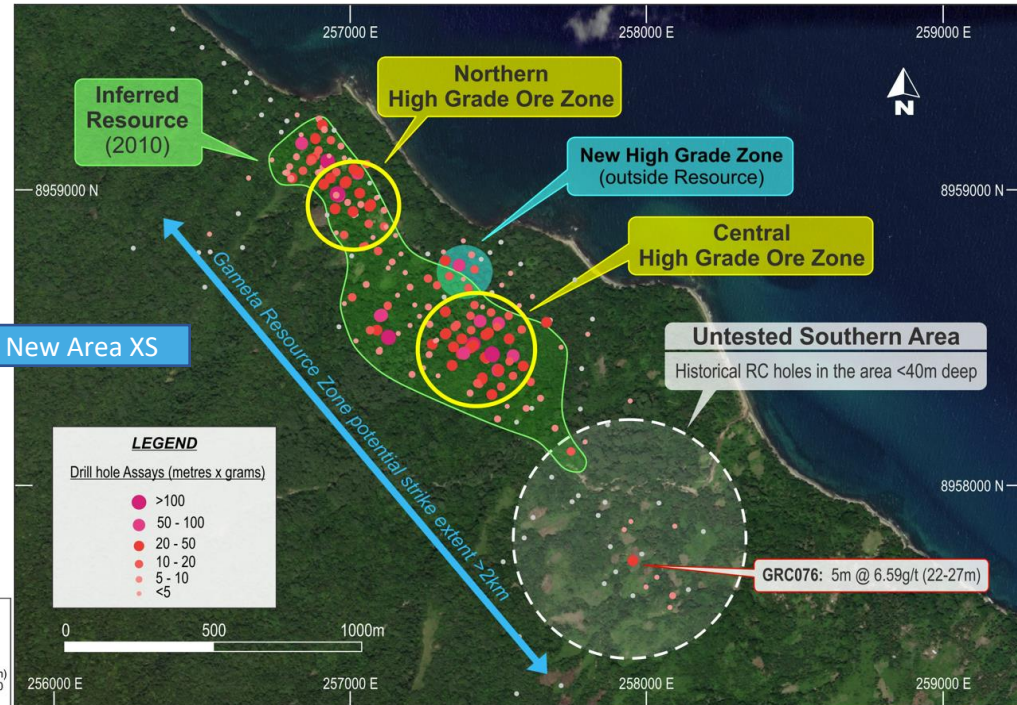 257000 E
258000 E
259000 E
Northern
High Grade Ore Zone
Inferred
Resource
(2010)
N
New High Grade Zone
(outside Resource)
8959000 N
8959000 N
Central
High Grade Ore Zone
Gameta Resource Zone potential strike extent >2km
New Area XS
Untested Southern Area
Historical RC holes in the area <40m deep
LEGEND
Drill hole Assays (metres x grams)
>100
50 - 100
20 - 50
10 - 20
5 - 10
<5
8958000 N
GRC076: 5m @ 6.59g/t (22-27m)
0 500 1000m
256000 E
257000 E
258000 E
259000 E